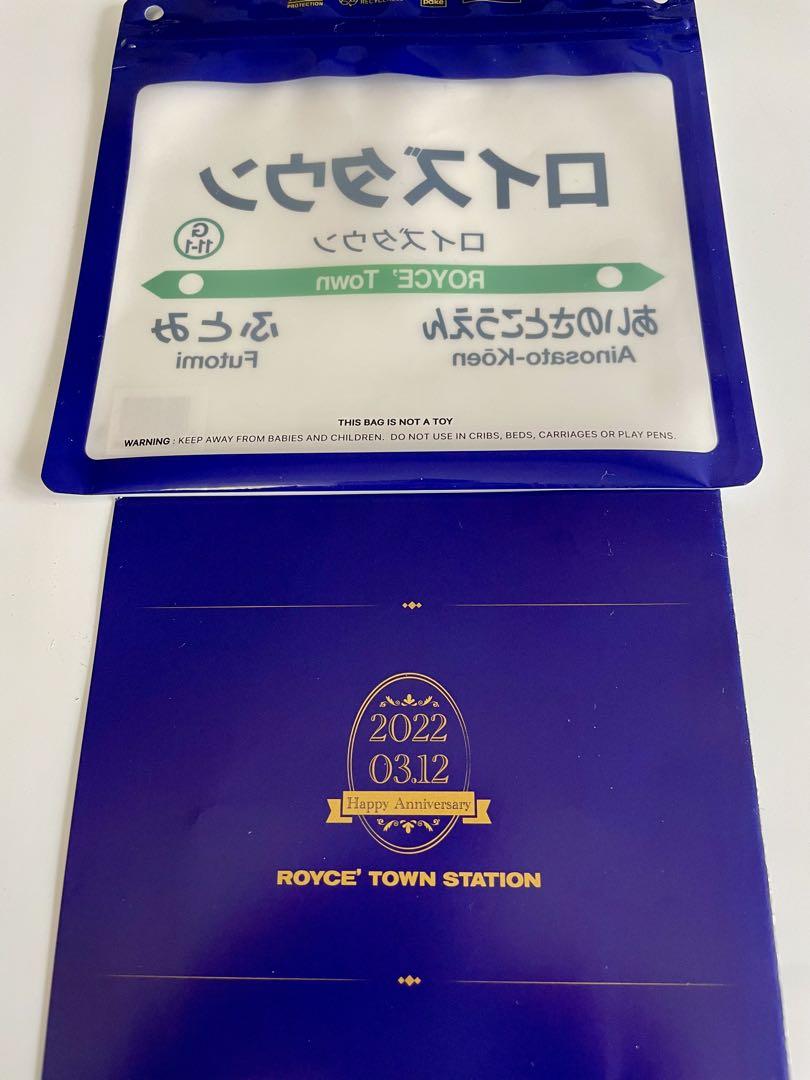 PROTECTION
RECYCLABLE
pake
ロイズタウン
ロイズタウン
G
11-1
ROYCE' Town
ふとみ
あいのさとこうえん
Futomi
Ainosato-Kōen
THIS BAG IS NOT A TOY
WARNING : KEEP AWAY FROM BABIES AND CHILDREN. DO NOT USE IN CRIBS, BEDS, CARRIAGES OR PLAY PENS.
2022
03.12
Happy Anniversary
ROYCE' TOWN STATION